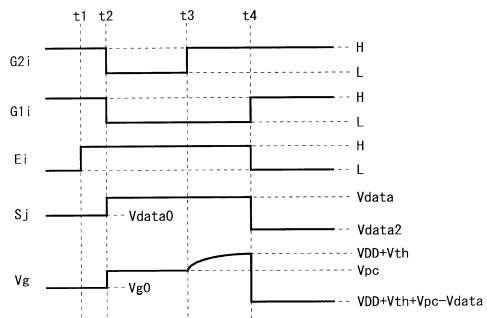 t1 t2 t3 t4
G2i H
L
G1i H
L
Ei H
L
Sj Vdata0 Vdata
Vdata2
VDD+Vth
Vg Vg0 Vpc
VDD+Vth+Vpc-Vdata